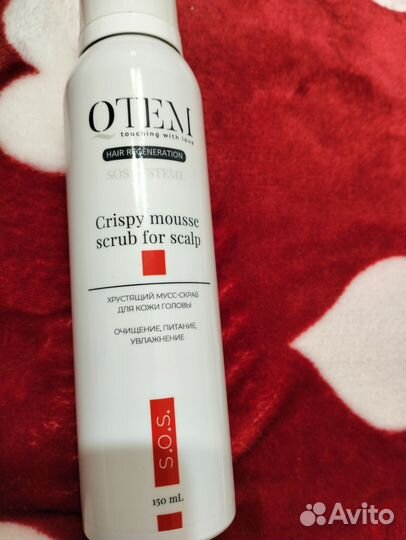 QTEM
touching with love
HAIR REGENERATION
SOS SYSTEME
Crispy mousse
scrub for scalp
ХРУСТЯЩИЙ МУСС-СКРАБ
ДЛЯ КОЖИ ГОЛОВЫ
ОЧИЩЕНИЕ, ПИТАНИЕ,
УВЛАЖНЕНИЕ
S.O.S.
150 mL
Avito